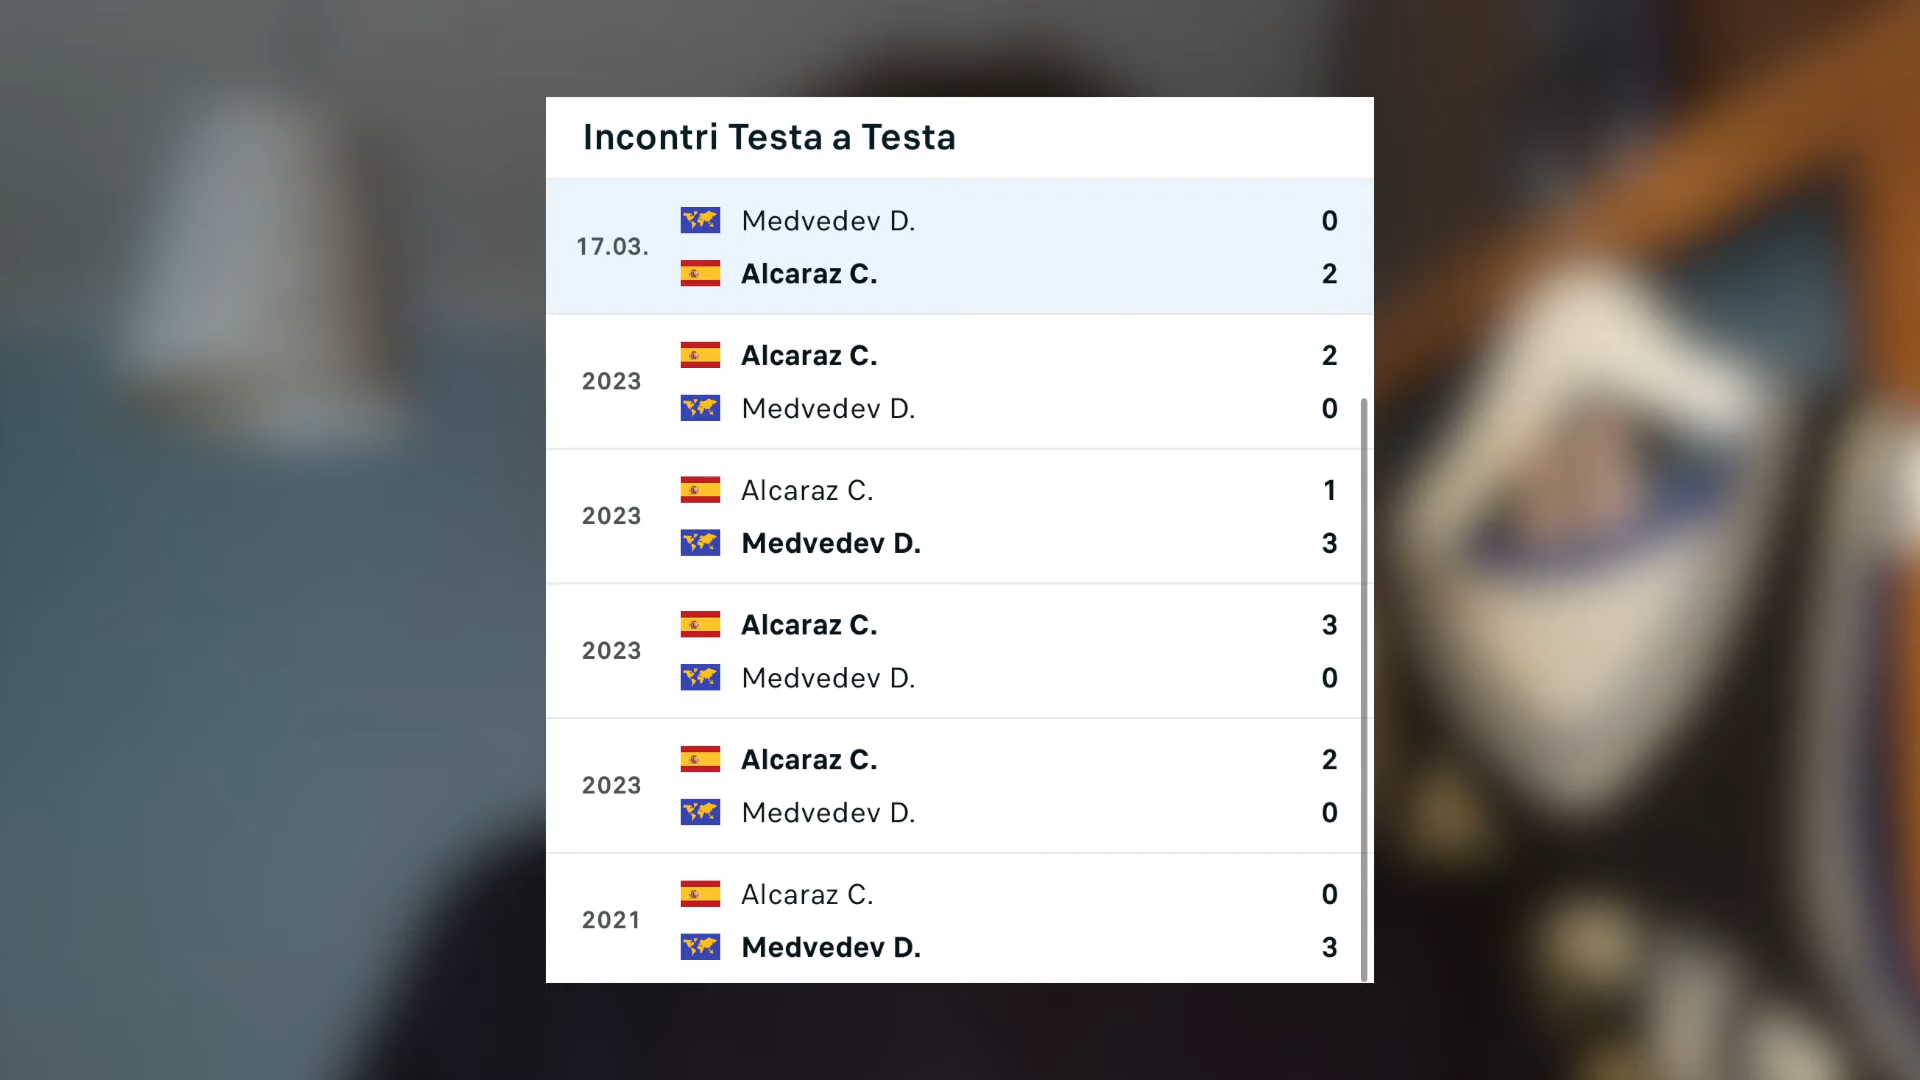 Incontri Testa a Testa
17.03.
Medvedev D. 0
Alcaraz C. 2
2023
Alcaraz C. 2
Medvedev D. 0
2023
Alcaraz C. 1
Medvedev D. 3
2023
Alcaraz C. 3
Medvedev D. 0
2023
Alcaraz C. 2
Medvedev D. 0
2021
Alcaraz C. 0
Medvedev D. 3